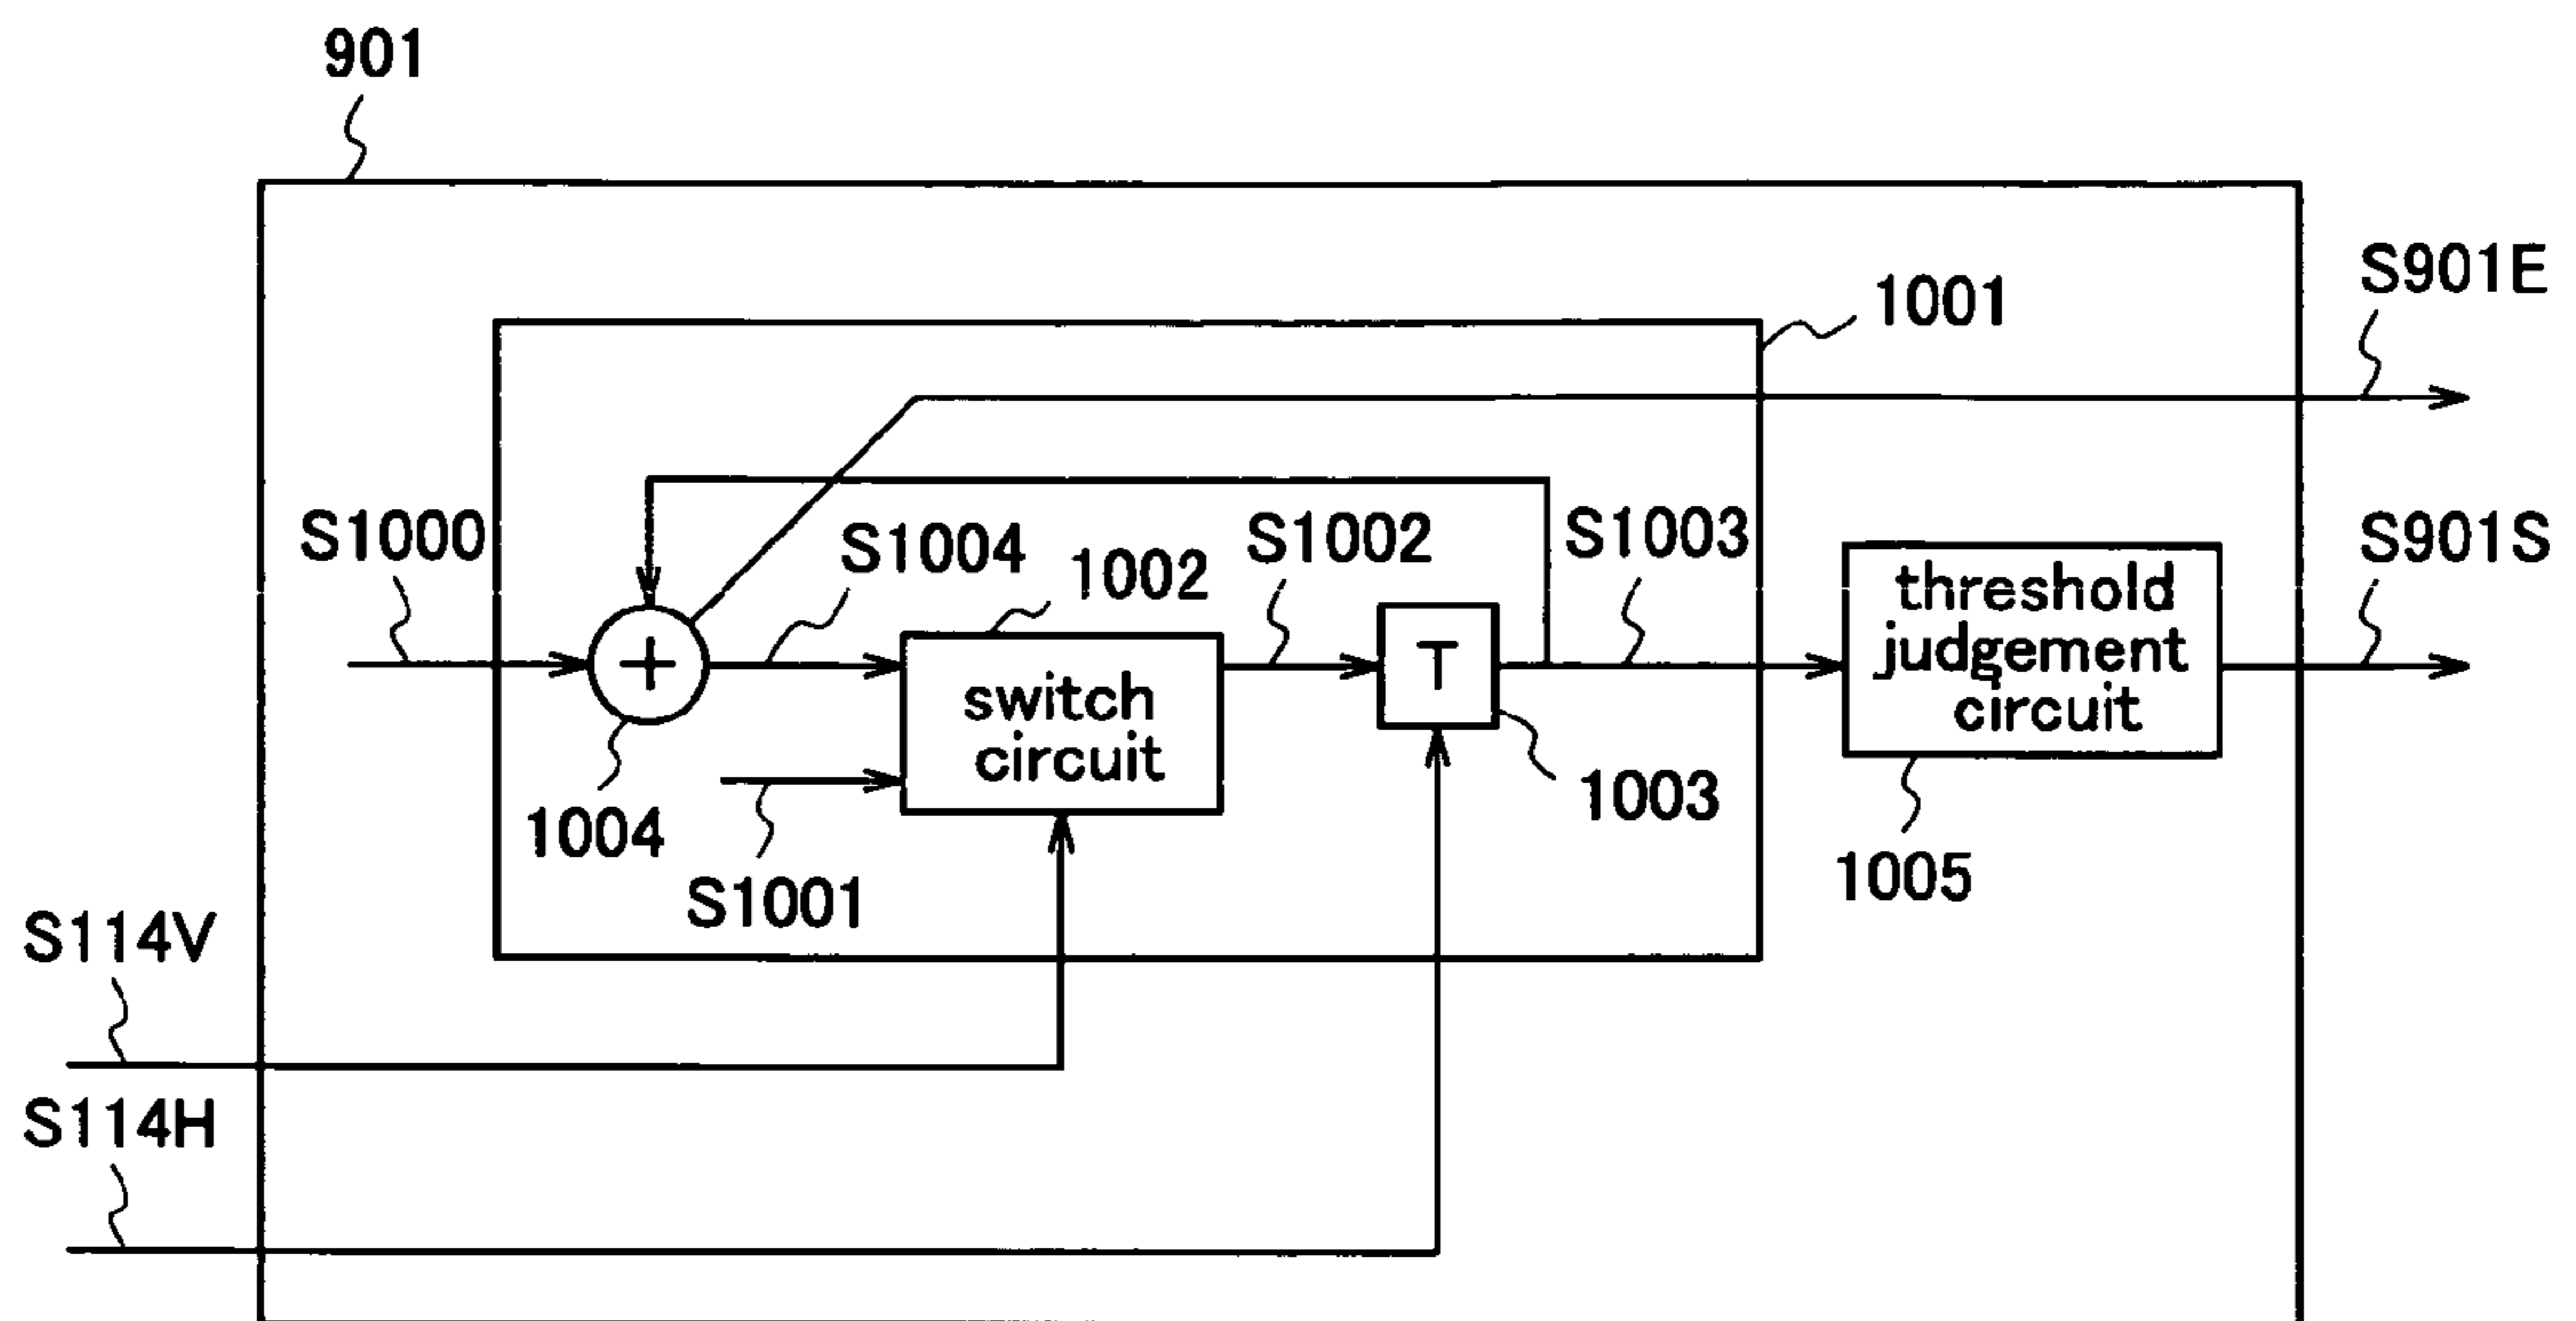 901
S901E
1001
S1000
S1004
1002
S1002
S1003
S901S
+
switch
circuit
T
threshold
judgement
circuit
1004
S1001
1003
1005
S114V
S114H